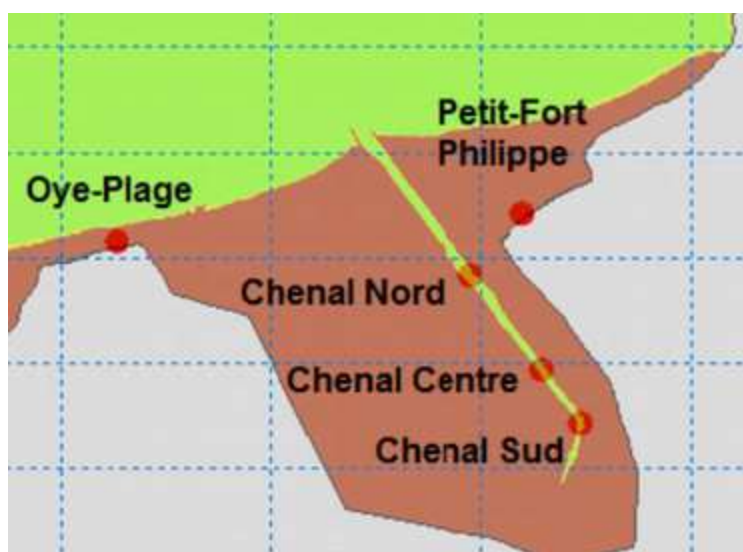 Petit-Fort
Philippe
Oye-Plage
Chenal Nord
Chenal Centre
Chenal Sud